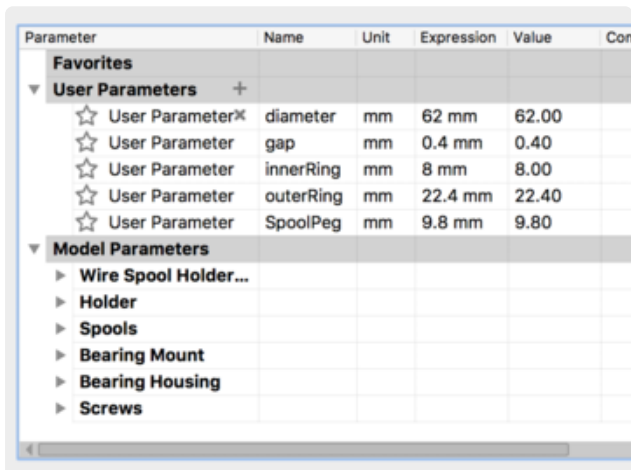 Parameter Name Unit Expression Value Con
Favorites
User Parameters +
User Parameter × diameter mm 62 mm 62.00
User Parameter gap mm 0.4 mm 0.40
User Parameter innerRing mm 8 mm 8.00
User Parameter outerRing mm 22.4 mm 22.40
User Parameter SpoolPeg mm 9.8 mm 9.80
Model Parameters
Wire Spool Holder...
Holder
Spools
Bearing Mount
Bearing Housing
Screws